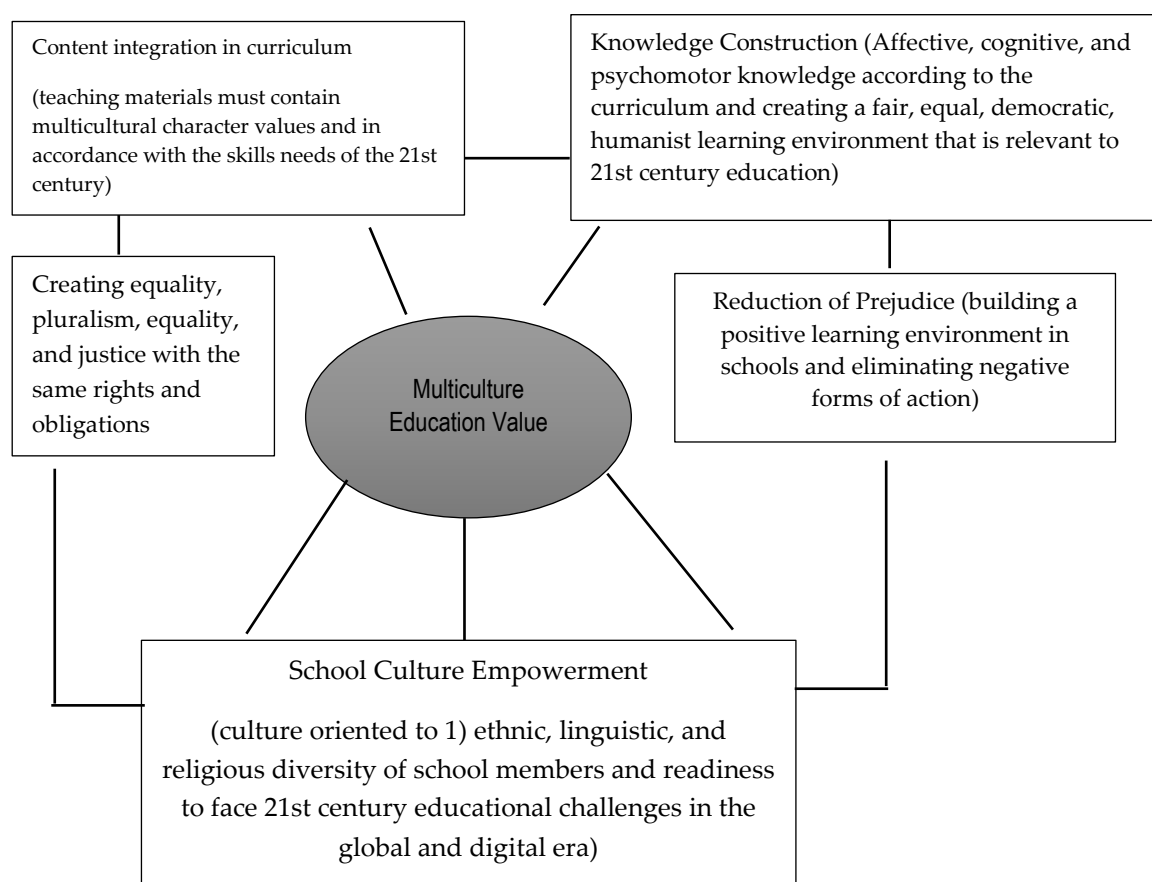 Content integration in curriculum
(teaching materials must contain
multicultural character values and in
accordance with the skills needs of the 21st
century)
Knowledge Construction (Affective, cognitive, and
psychomotor knowledge according to the
curriculum and creating a fair, equal, democratic,
humanist learning environment that is relevant to
21st century education)
Creating equality,
pluralism, equality,
and justice with the
same rights and
obligations
Multiculture
Education Value
Reduction of Prejudice (building a
positive learning environment in
schools and eliminating negative
forms of action)
School Culture Empowerment
(culture oriented to 1) ethnic, linguistic, and
religious diversity of school members and readiness
to face 21st century educational challenges in the
global and digital era)